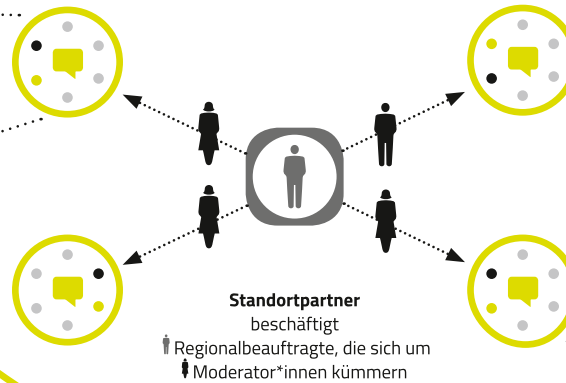 Standortpartner
beschäftigt
Regionalbeauftragte, die sich um
Moderator*innen kümmern